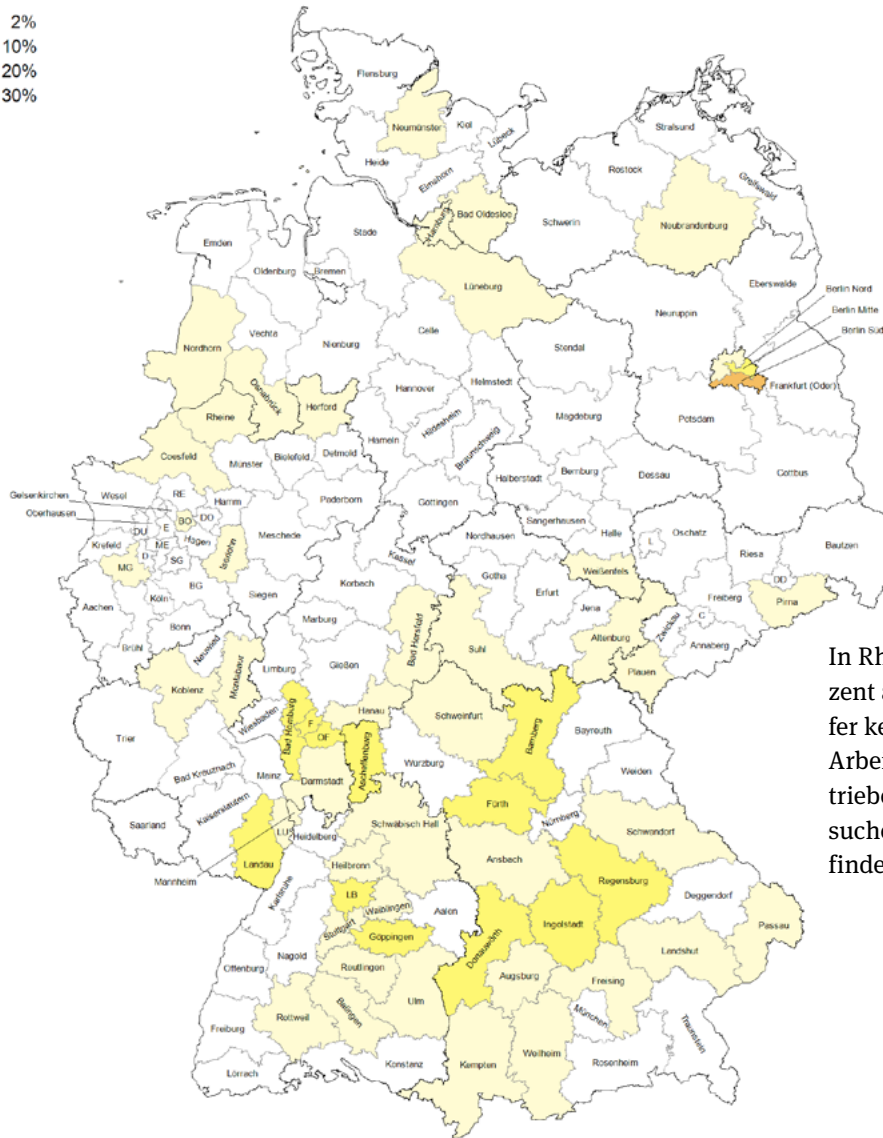 2%
10%
20%
30%
Flensburg
Neumünster
Kiel
Lübeck
Heide
Elmshorn
Stralsund
Rostock
Greifswald
Hamburg
Bad Oldesloe
Schwerin
Neubrandenburg
Emden
Stade
Oldenburg
Bremen
Lüneburg
Eberswalde
Berlin Nord
Berlin Mitte
Berlin Süd
Neuruppin
Nordhorn
Vechta
Nienburg
Celle
Stendal
Frankfurt (Oder)
Osnabrück
Rheine
Herford
Hannover
Helmstedt
Hildesheim
Braunschweig
Magdeburg
Potsdam
Coesfeld
Münster
Bielefeld
Detmold
Hameln
Halberstadt
Bernburg
Dessau
Cottbus
Gelsenkirchen
Wesel
RE
Hamm
Paderborn
Göttingen
Oberhausen
DU
E
BO
DO
Sangerhausen
Halle
Oschatz
L
Krefeld
D
ME
Hagen
Iserlohn
Meschede
Nordhausen
Riesa
Bautzen
MG
SG
Kassel
Weißenfels
DD
Köln
BG
Siegen
Korbach
Gotha
Erfurt
Jena
Freiberg
Pirna
Aachen
Bonn
Marburg
Bad Hersfeld
Suhl
Altenburg
Zwickau
C
Annaberg
Brühl
Neuwied
Montabaur
Limburg
Gießen
Plauen
In Rh
Koblenz
zent
Trier
Wiesbaden
Bad Homburg
F
OF
Hanau
Schweinfurt
Bamberg
Bayreuth
fer ke
Bad Kreuznach
Mainz
Darmstadt
Aschaffenburg
Würzburg
Weiden
Arbei
Saarland
Kaiserslautern
LU
Heidelberg
Schwäbisch Hall
Fürth
Nürnberg
Schwandorf
triebe
suche
Landau
Mannheim
Heilbronn
Ansbach
Regensburg
finde
Karlsruhe
LB
Waiblingen
Aalen
Deggendorf
Stuttgart
Göppingen
Donauwörth
Ingolstadt
Passau
Nagold
Landshut
Offenburg
Reutlingen
Augsburg
Freising
Rottweil
Balingen
Ulm
München
Traunstein
Freiburg
Konstanz
Kempten
Weilheim
Rosenheim
Lörrach